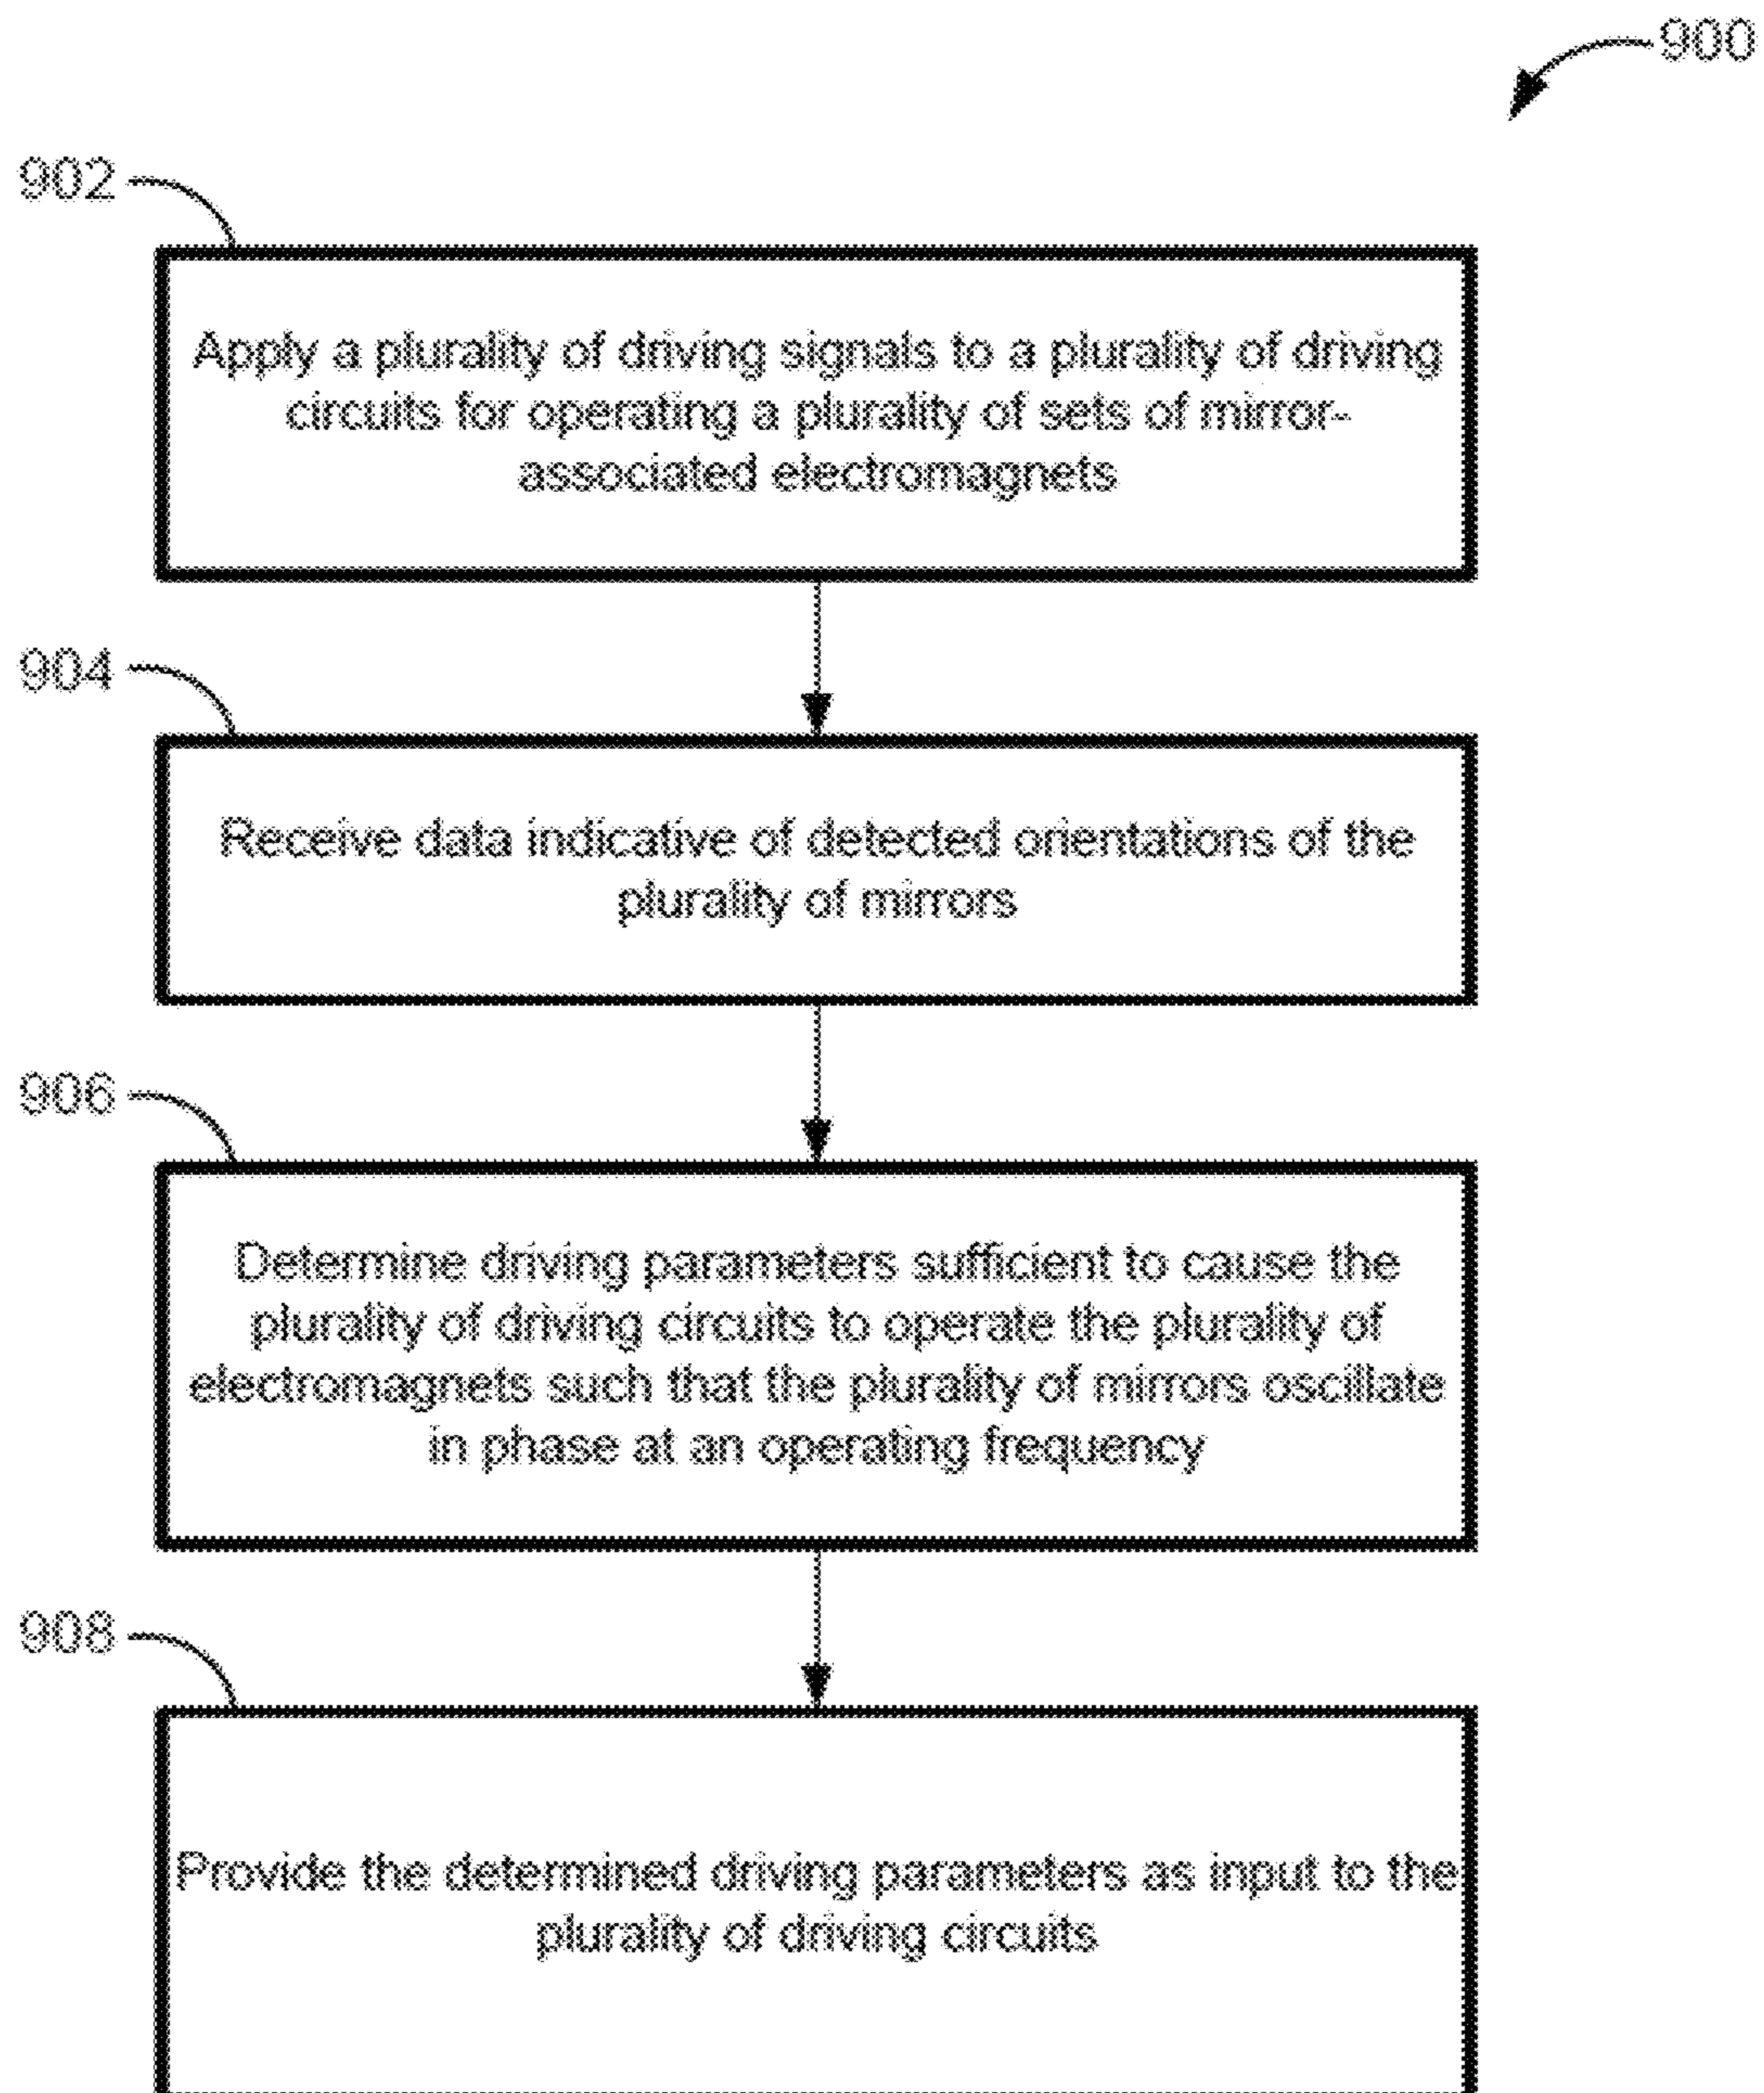 900
902
Apply a plurality of driving signals to a plurality of driving
circuits for operating a plurality of sets of mirror-
associated electromagnets
904
Receive data indicative of detected orientations of the
plurality of mirrors
906
Determine driving parameters sufficient to cause the
plurality of driving circuits to operate the plurality of
electromagnets such that the plurality of mirrors oscillate
in phase at an operating frequency
908
Provide the determined driving parameters as input to the
plurality of driving circuits